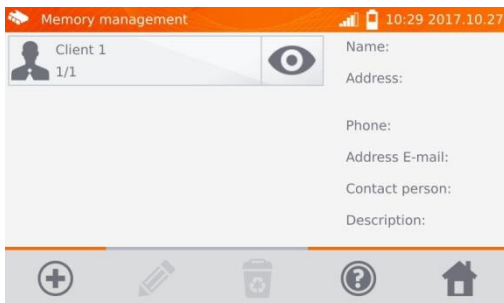 Memory management
10:29 2017.10.27
Client 1
1/1
Name:
Address:
Phone:
Address E-mail:
Contact person:
Description: